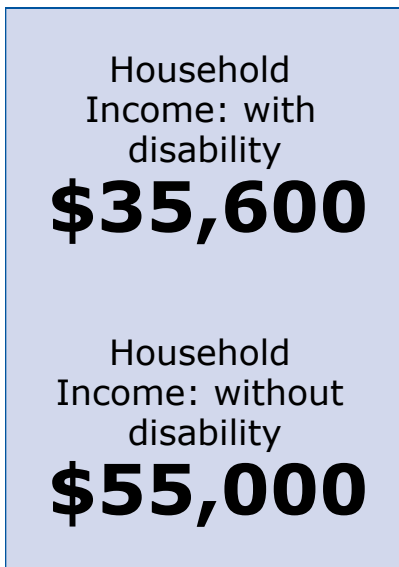 Household
Income: with
disability
$35,600
Household
Income: without
disability
$55,000